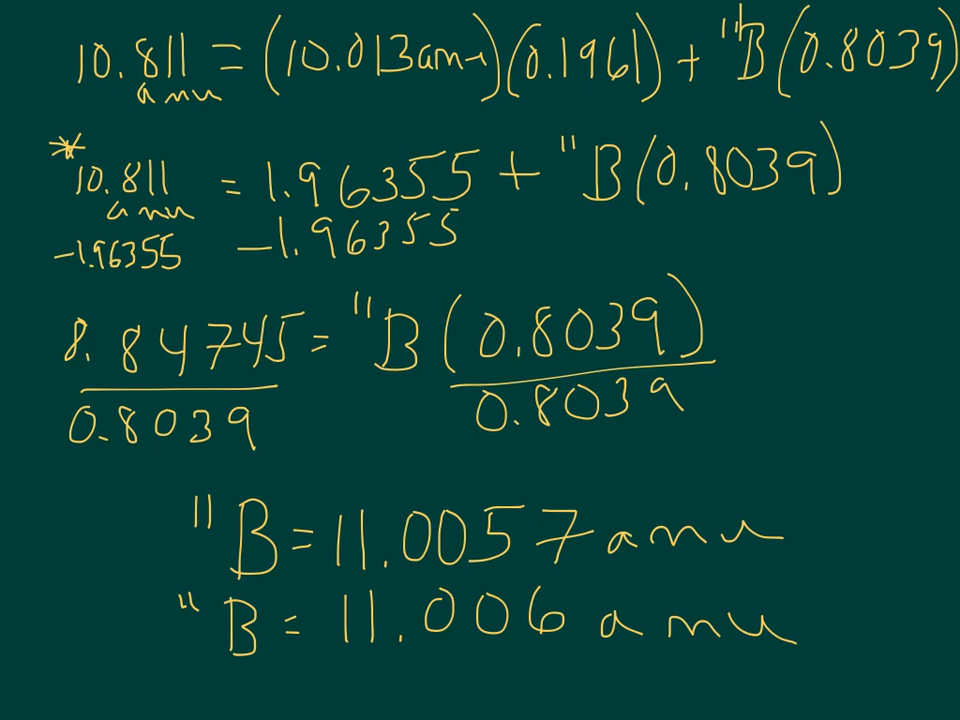 10.811 amu = (10.013amu)(0.1961) + ¹¹B(0.8039)
*10.811 amu = 1.96355 + ¹¹B(0.8039)
-1.96355 -1.96355
8.84745 = ¹¹B(0.8039)
0.8039 0.8039
¹¹B = 11.0057 amu
¹¹B = 11.006 amu